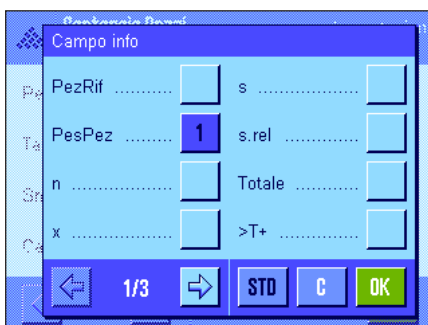 Campo info
PezRif ..........
s ..................
PesPez ........ 1
s.rel ..............
n ..................
Totale ............
x ..................
>T+ ..............
1/3
STD
C
OK